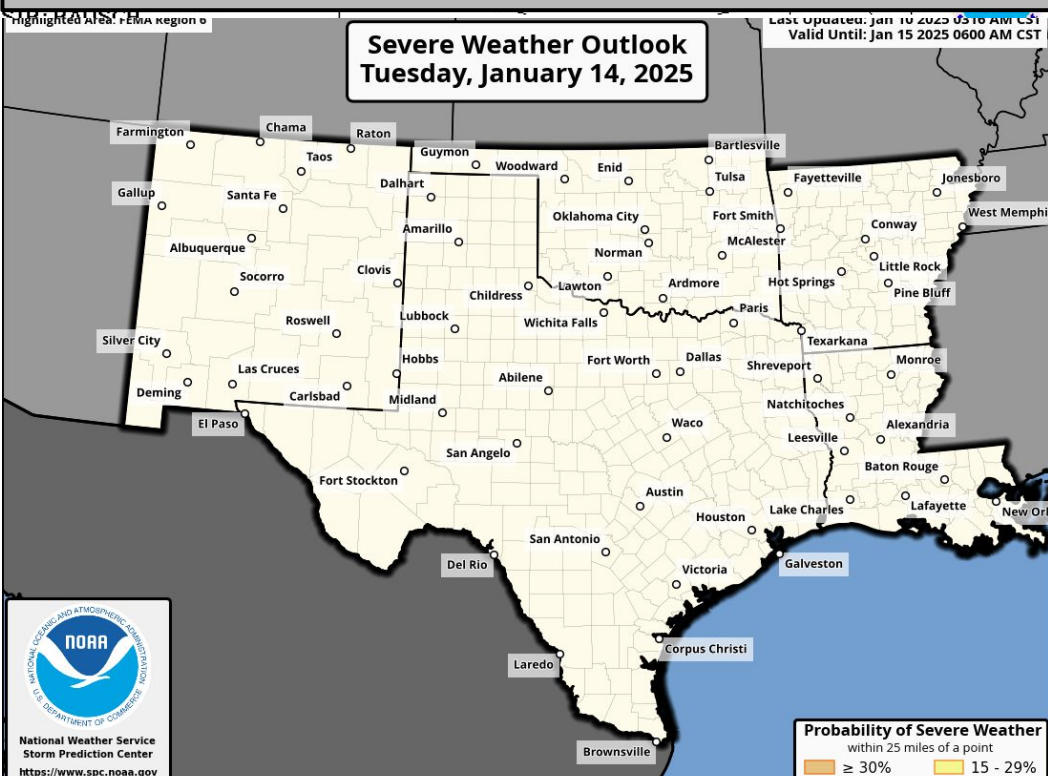 Highlighted Area: FEMA Region 6
Last Updated: Jan 10 2025 0316 AM CST
Valid Until: Jan 15 2025 0600 AM CST
Severe Weather Outlook
Tuesday, January 14, 2025
Farmington
Chama
Raton
Taos
Guymon
Woodward
Enid
Bartlesville
Tulsa
Fayetteville
Jonesboro
Gallup
Santa Fe
Dalhart
Albuquerque
Amarillo
Oklahoma City
Norman
Fort Smith
McAlester
Conway
West Memphi
Socorro
Clovis
Childress
Lawton
Ardmore
Hot Springs
Little Rock
Pine Bluff
Roswell
Lubbock
Wichita Falls
Paris
Texarkana
Silver City
Las Cruces
Hobbs
Fort Worth
Dallas
Shreveport
Monroe
Deming
Carlsbad
Midland
Abilene
Natchitoches
El Paso
Waco
Leesville
Alexandria
San Angelo
Fort Stockton
Baton Rouge
Austin
Houston
Lake Charles
Lafayette
New Orl
San Antonio
Del Rio
Galveston
Victoria
Laredo
Corpus Christi
Brownsville
NATIONAL OCEANIC AND ATMOSPHERIC ADMINISTRATION
NOAA
U.S. DEPARTMENT OF COMMERCE
National Weather Service
Storm Prediction Center
https://www.spc.noaa.gov
Probability of Severe Weather
within 25 miles of a point
≥ 30%
15 - 29%